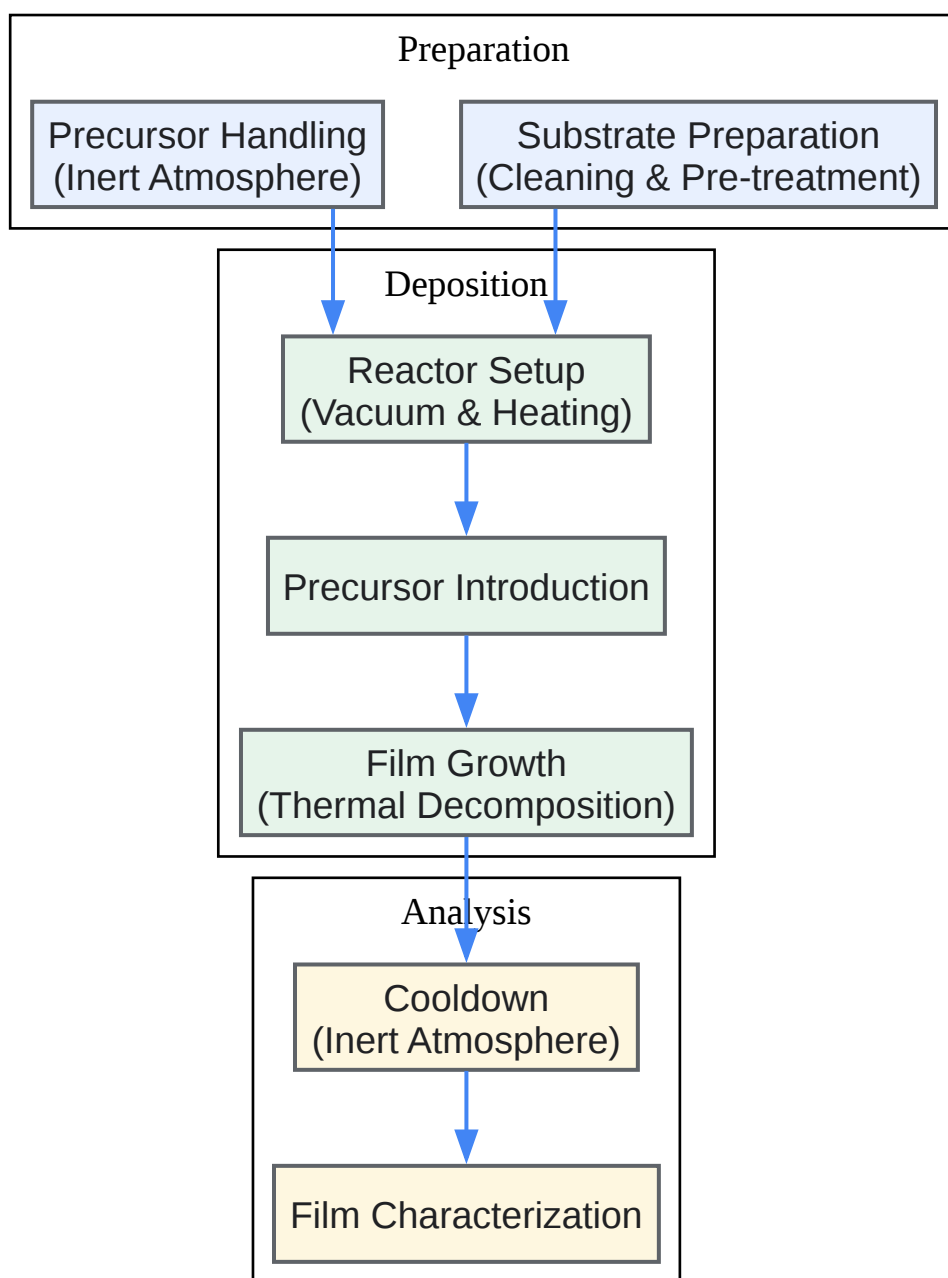 Preparation
Precursor Handling
(Inert Atmosphere)
Substrate Preparation
(Cleaning & Pre-treatment)
Deposition
Reactor Setup
(Vacuum & Heating)
Precursor Introduction
Film Growth
(Thermal Decomposition)
Analysis
Cooldown
(Inert Atmosphere)
Film Characterization